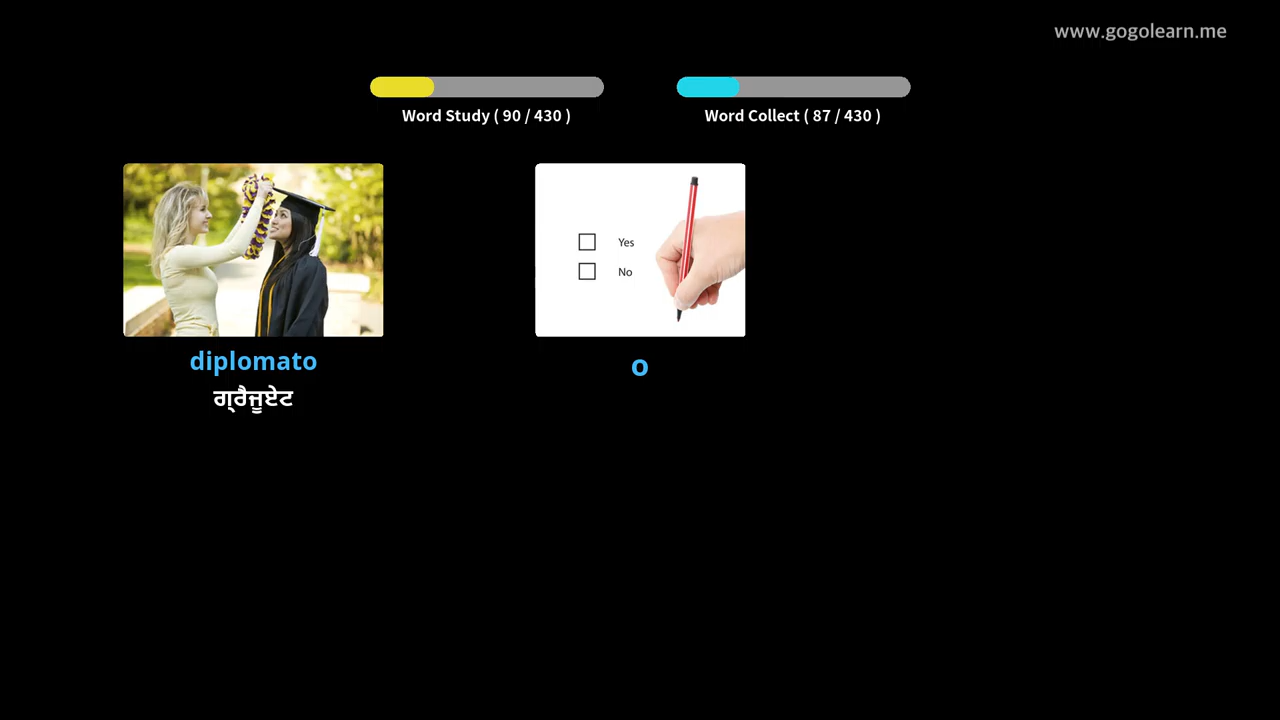 www.gogolearn.me
Word Study ( 90 / 430 )
Word Collect ( 87 / 430 )
Yes
No
diplomato
ਗ੍ਰੈਜੂਏਟ
o